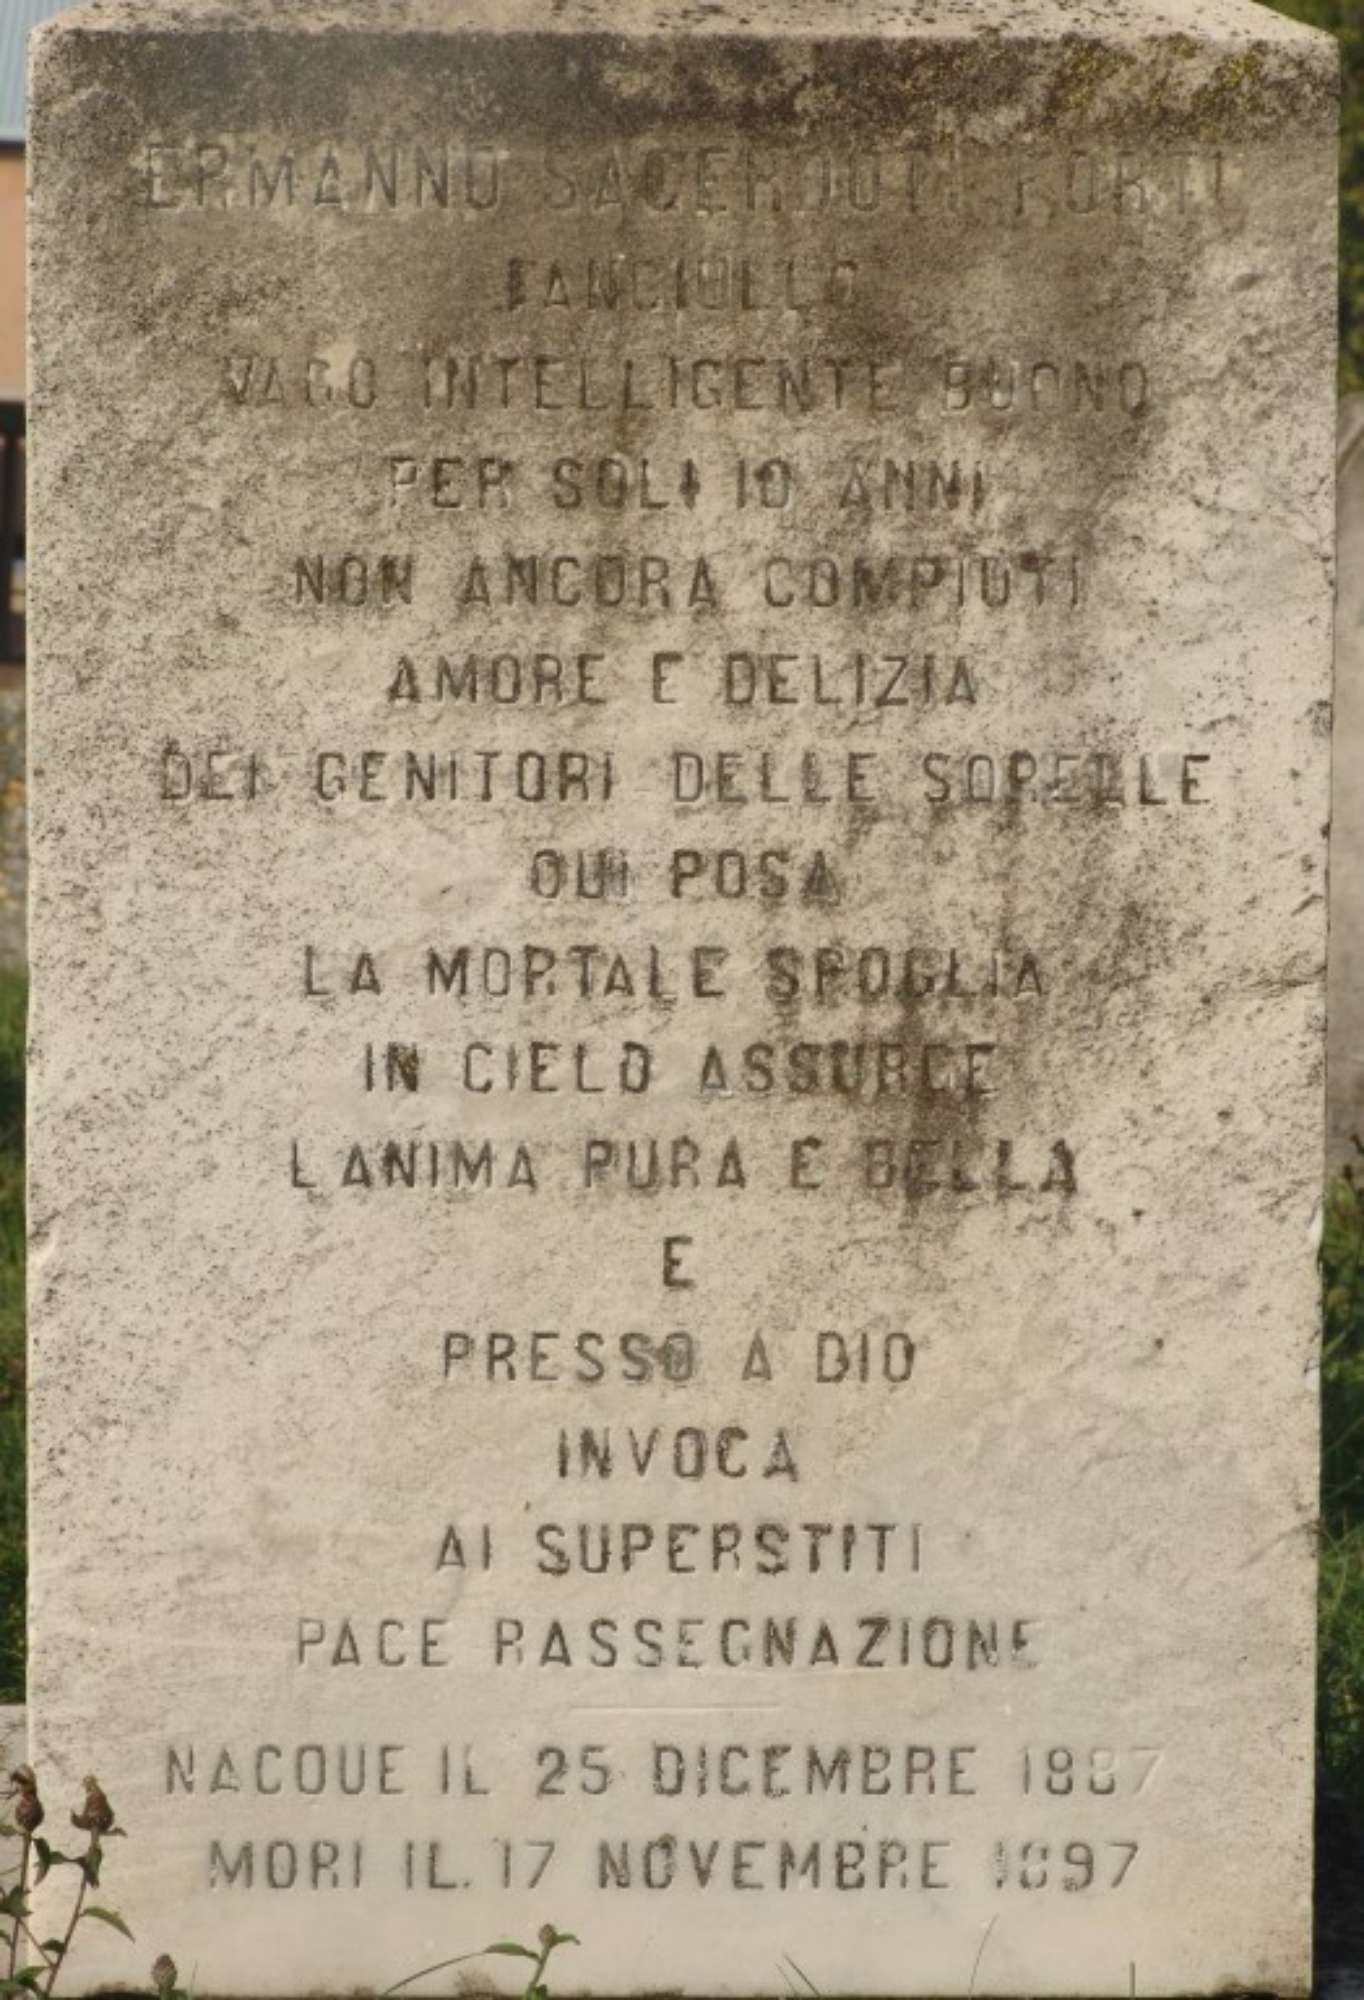 ERMANNO SACERDOTI FORTI
FANCIULLO
VAGO INTELLIGENTE BUONO
PER SOLI 10 ANNI
NON ANCORA COMPIUTI
AMORE E DELIZIA
DEI GENITORI DELLE SORELLE
QUI POSA
LA MORTALE SPOGLIA
IN CIELO ASSURGE
L'ANIMA PURA E BELLA
E
PRESSO A DIO
INVOCA
AI SUPERSTITI
PACE RASSEGNAZIONE
NACQUE IL 25 DICEMBRE 1887
MORI IL 17 NOVEMBRE 1897